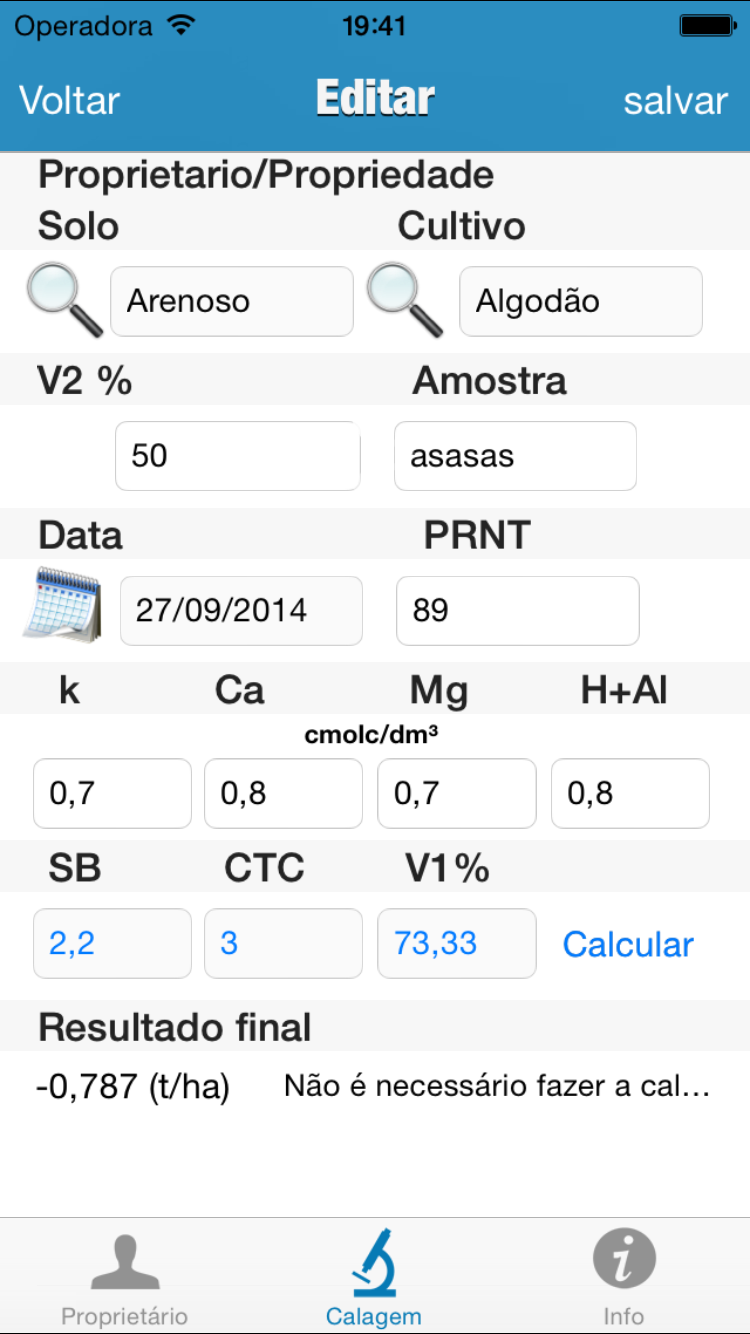 Operadora 19:41
Voltar Editar salvar
Proprietario/Propriedade
Solo Cultivo
Arenoso Algodão
V2 % Amostra
50 asasas
Data PRNT
27/09/2014 89
k Ca Mg H+Al
cmolc/dm³
0,7 0,8 0,7 0,8
SB CTC V1%
2,2 3 73,33 Calcular
Resultado final
-0,787 (t/ha) Não é necessário fazer a cal...
Proprietário Calagem Info